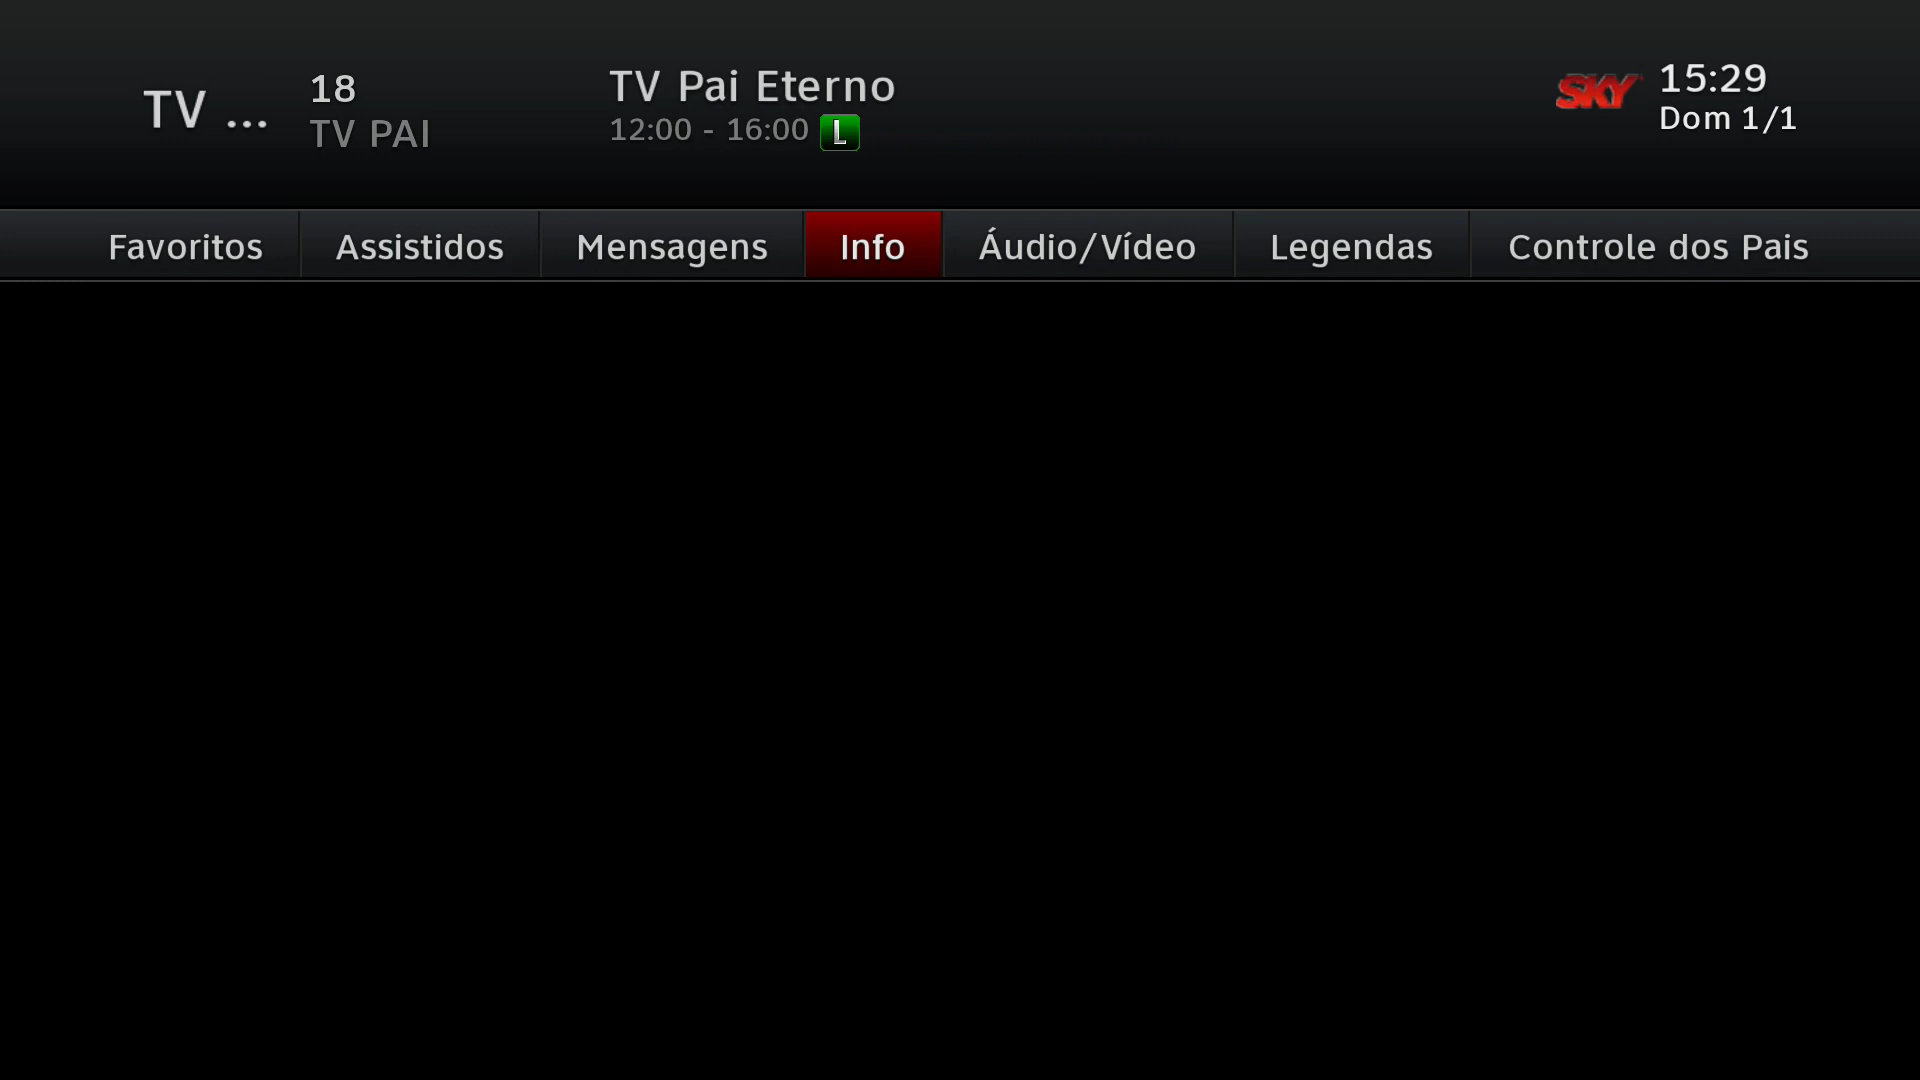 TV ...
18
TV PAI
TV Pai Eterno
12:00 - 16:00 L
SKY
15:29
Dom 1/1
Favoritos
Assistidos
Mensagens
Info
Áudio/Vídeo
Legendas
Controle dos Pais